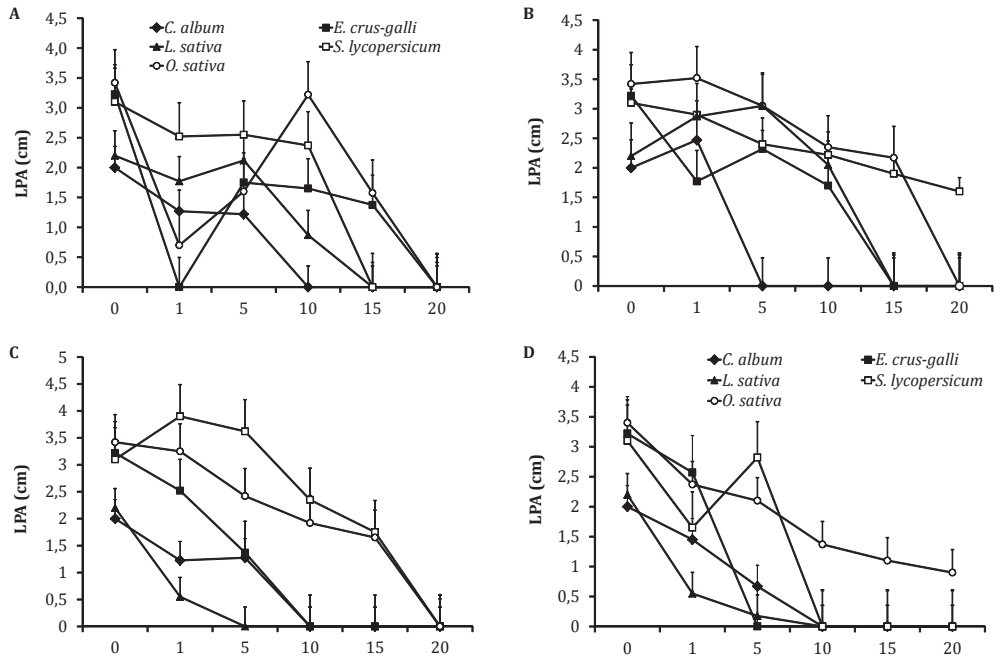 A
C. album
E. crus-galli
L. sativa
S. lycopersicum
O. sativa
LPA (cm)
4,5
4,0
3,5
3,0
2,5
2,0
1,5
1,0
0,5
0,0
0 1 5 10 15 20
B
LPA (cm)
4,5
4
3,5
3
2,5
2
1,5
1
0,5
0
0 1 5 10 15 20
C
LPA (cm)
5
4,5
4
3,5
3
2,5
2
1,5
1
0,5
0
0 1 5 10 15 20
D
C. album
E. crus-galli
L. sativa
S. lycopersicum
O. sativa
LPA (cm)
4,5
4
3,5
3
2,5
2
1,5
1
0,5
0
0 1 5 10 15 20